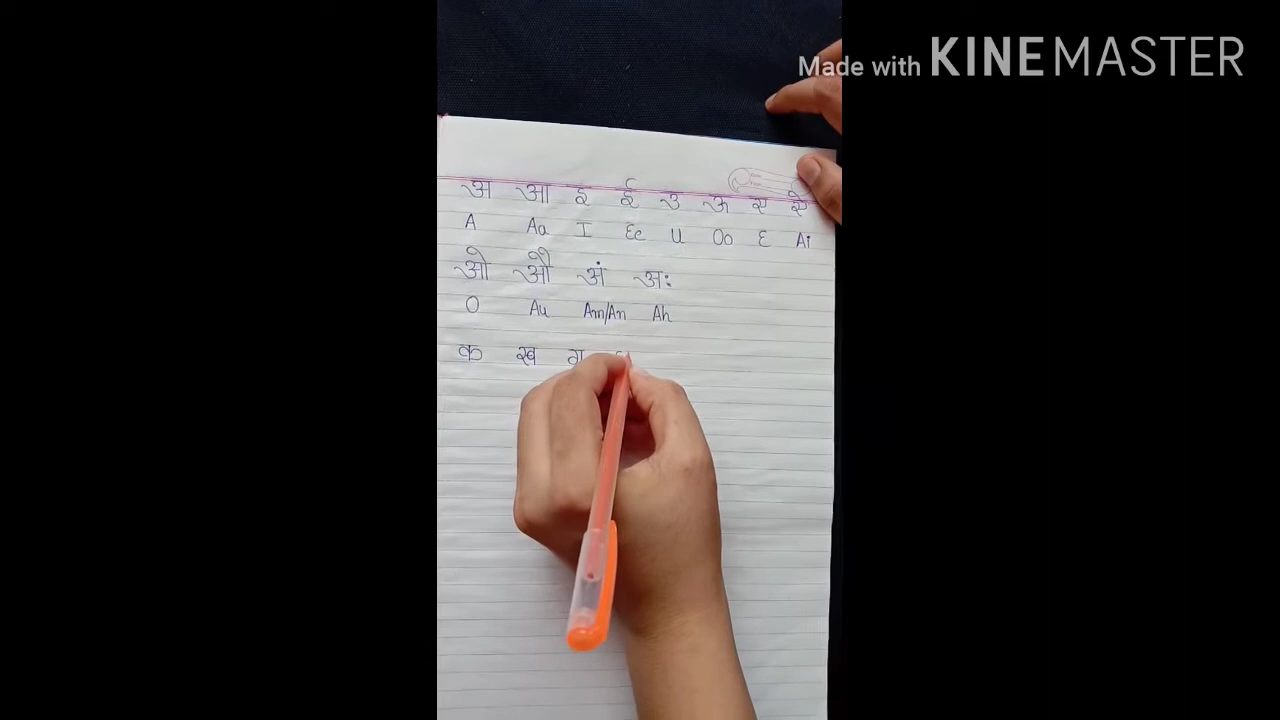 Made with KINEMASTER
अ आ इ ई उ ऊ ए ऐ
A Aa I Ee U Oo E Ai
ओ औ अं अः
O Au Am/An Ah
क ख ग